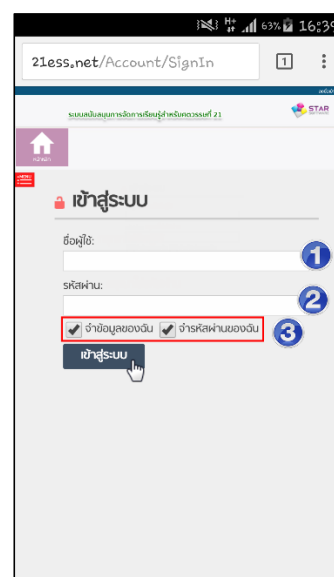 H+ 63% 16:39
21ess.net/Account/SignIn 1
ระบบสนับสนุนการจัดการเรียนรู้สำหรับศตวรรษที่ 21 STAR
หน้าแรก
MENU
เข้าสู่ระบบ
ชื่อผู้ใช้:
1
รหัสผ่าน:
2
จำข้อมูลของฉัน จำรหัสผ่านของฉัน 3
เข้าสู่ระบบ